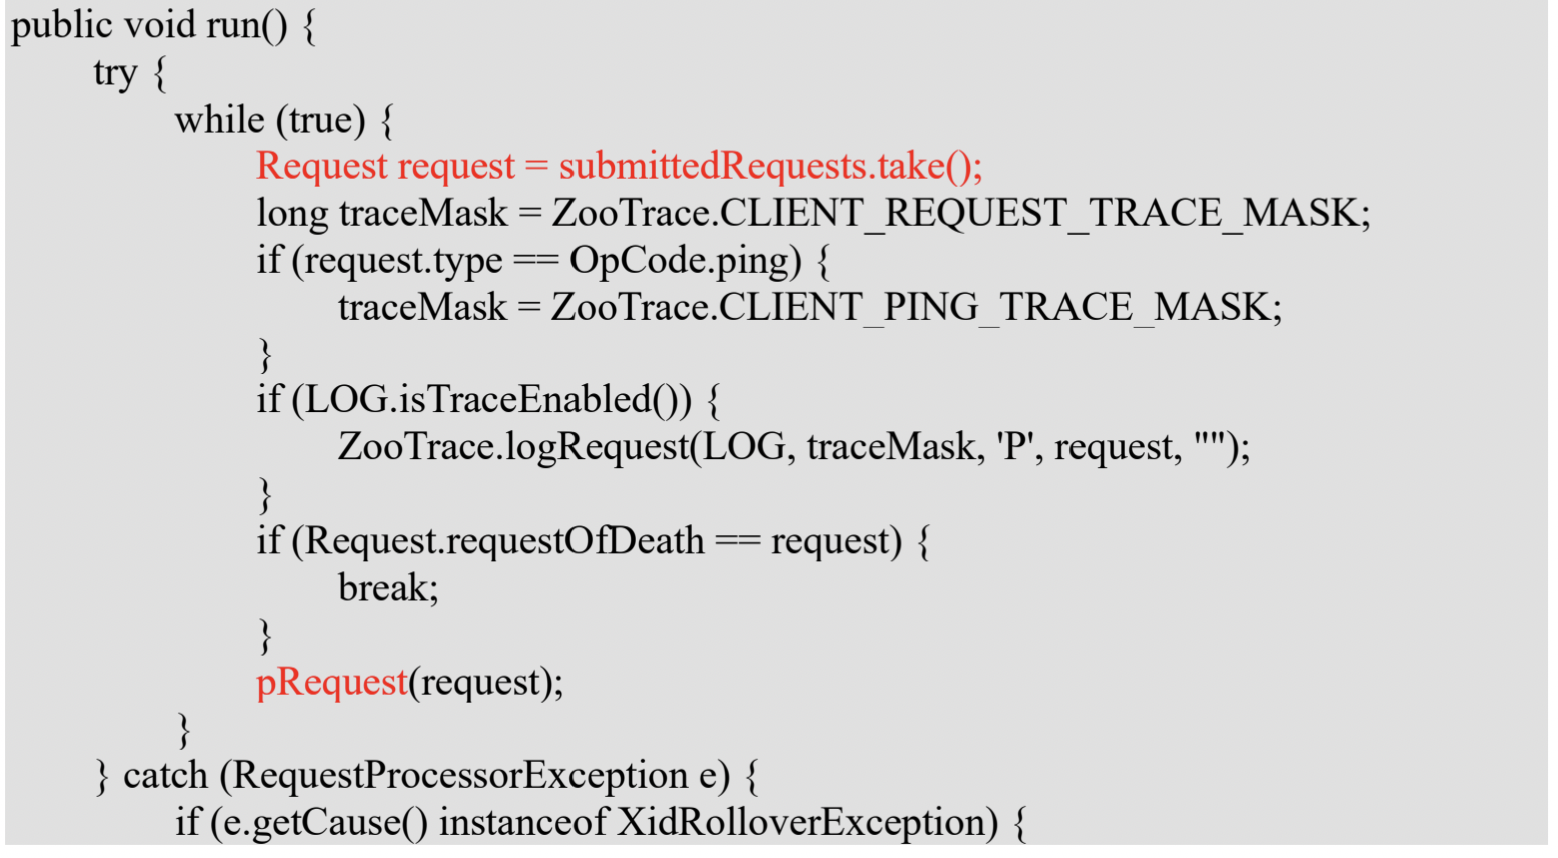 public void run() {
try {
while (true) {
Request request = submittedRequests.take();
long traceMask = ZooTrace.CLIENT_REQUEST_TRACE_MASK;
if (request.type == OpCode.ping) {
traceMask = ZooTrace.CLIENT_PING_TRACE_MASK;
}
if (LOG.isTraceEnabled()) {
ZooTrace.logRequest(LOG, traceMask, 'P', request, "");
}
if (Request.requestOfDeath == request) {
break;
}
pRequest(request);
}
} catch (RequestProcessorException e) {
if (e.getCause() instanceof XidRolloverException) {